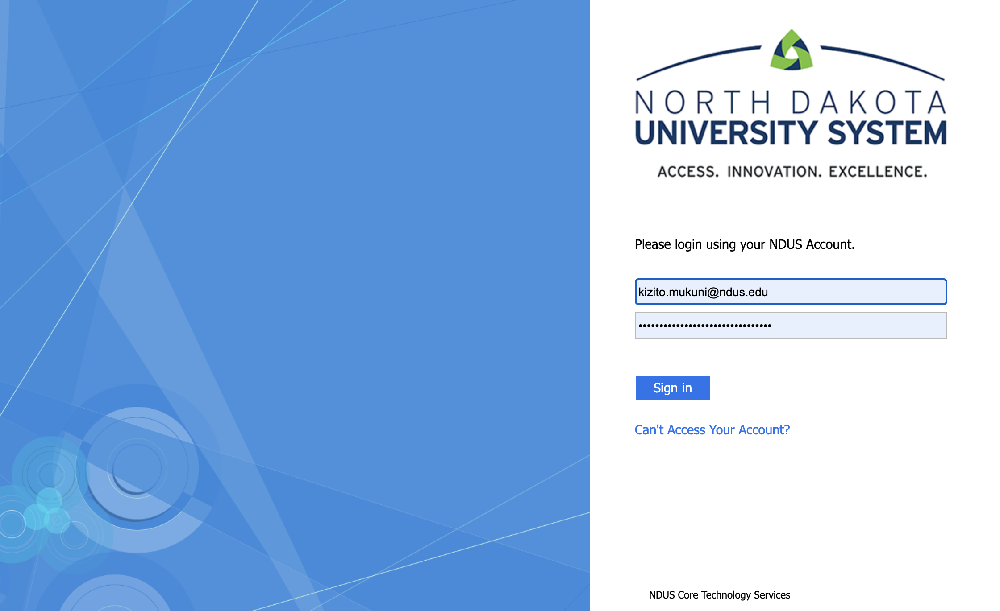 NORTH DAKOTA
UNIVERSITY SYSTEM
ACCESS. INNOVATION. EXCELLENCE.
Please login using your NDUS Account.
kizito.mukuni@ndus.edu
••••••••••••••••••••••••••••••••
Sign in
Can't Access Your Account?
NDUS Core Technology Services